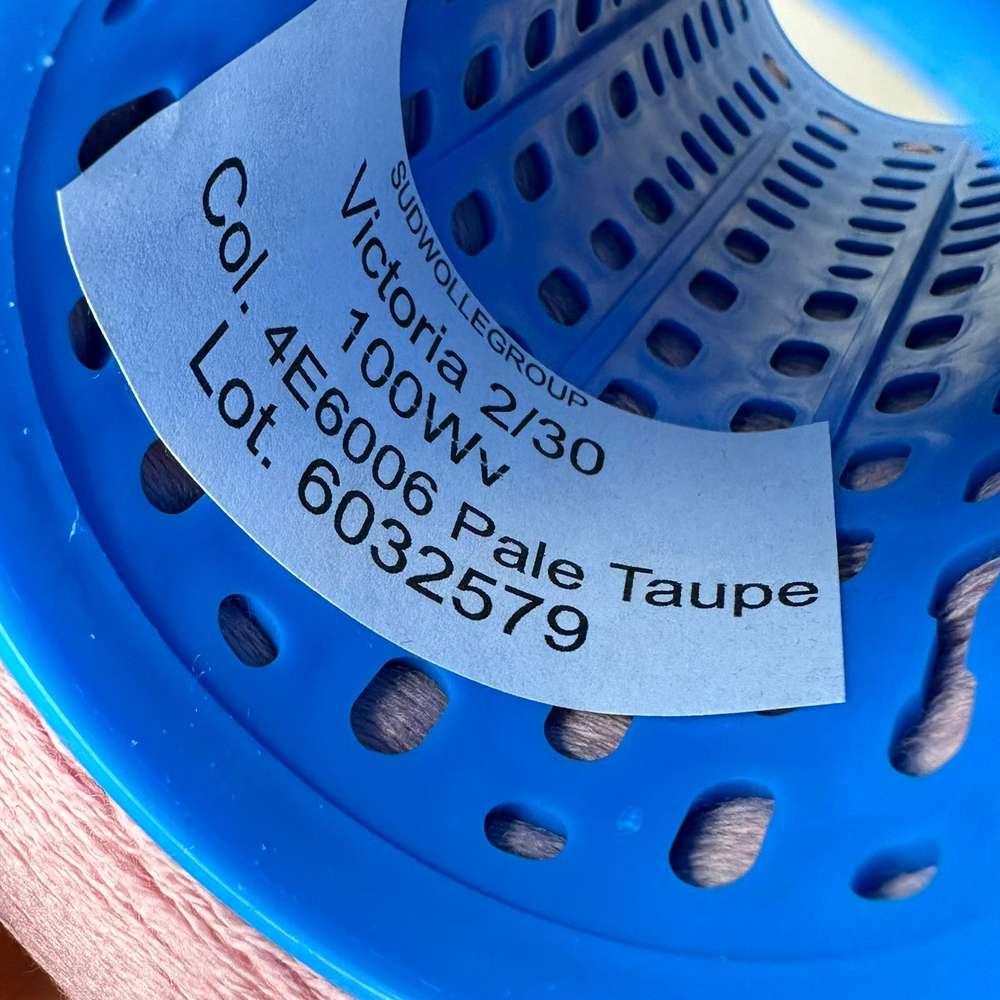 SUDWOLLEGROUP
Victoria 2/30
100Wv
Col. 4E6006 Pale Taupe
Lot. 6032579